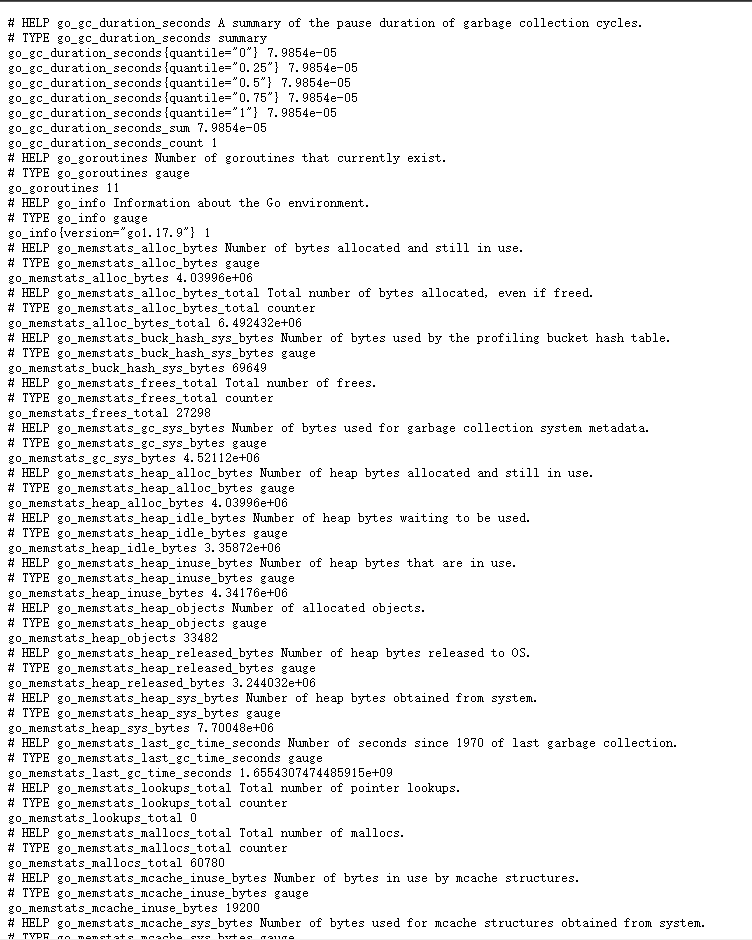 # HELP go_gc_duration_seconds A summary of the pause duration of garbage collection cycles.
# TYPE go_gc_duration_seconds summary
go_gc_duration_seconds{quantile="0"} 7.9854e-05
go_gc_duration_seconds{quantile="0.25"} 7.9854e-05
go_gc_duration_seconds{quantile="0.5"} 7.9854e-05
go_gc_duration_seconds{quantile="0.75"} 7.9854e-05
go_gc_duration_seconds{quantile="1"} 7.9854e-05
go_gc_duration_seconds_sum 7.9854e-05
go_gc_duration_seconds_count 1
# HELP go_goroutines Number of goroutines that currently exist.
# TYPE go_goroutines gauge
go_goroutines 11
# HELP go_info Information about the Go environment.
# TYPE go_info gauge
go_info{version="go1.17.9"} 1
# HELP go_memstats_alloc_bytes Number of bytes allocated and still in use.
# TYPE go_memstats_alloc_bytes gauge
go_memstats_alloc_bytes 4.03996e+06
# HELP go_memstats_alloc_bytes_total Total number of bytes allocated, even if freed.
# TYPE go_memstats_alloc_bytes_total counter
go_memstats_alloc_bytes_total 6.492432e+06
# HELP go_memstats_buck_hash_sys_bytes Number of bytes used by the profiling bucket hash table.
# TYPE go_memstats_buck_hash_sys_bytes gauge
go_memstats_buck_hash_sys_bytes 69649
# HELP go_memstats_frees_total Total number of frees.
# TYPE go_memstats_frees_total counter
go_memstats_frees_total 27298
# HELP go_memstats_gc_sys_bytes Number of bytes used for garbage collection system metadata.
# TYPE go_memstats_gc_sys_bytes gauge
go_memstats_gc_sys_bytes 4.52112e+06
# HELP go_memstats_heap_alloc_bytes Number of heap bytes allocated and still in use.
# TYPE go_memstats_heap_alloc_bytes gauge
go_memstats_heap_alloc_bytes 4.03996e+06
# HELP go_memstats_heap_idle_bytes Number of heap bytes waiting to be used.
# TYPE go_memstats_heap_idle_bytes gauge
go_memstats_heap_idle_bytes 3.35872e+06
# HELP go_memstats_heap_inuse_bytes Number of heap bytes that are in use.
# TYPE go_memstats_heap_inuse_bytes gauge
go_memstats_heap_inuse_bytes 4.34176e+06
# HELP go_memstats_heap_objects Number of allocated objects.
# TYPE go_memstats_heap_objects gauge
go_memstats_heap_objects 33482
# HELP go_memstats_heap_released_bytes Number of heap bytes released to OS.
# TYPE go_memstats_heap_released_bytes gauge
go_memstats_heap_released_bytes 3.244032e+06
# HELP go_memstats_heap_sys_bytes Number of heap bytes obtained from system.
# TYPE go_memstats_heap_sys_bytes gauge
go_memstats_heap_sys_bytes 7.70048e+06
# HELP go_memstats_last_gc_time_seconds Number of seconds since 1970 of last garbage collection.
# TYPE go_memstats_last_gc_time_seconds gauge
go_memstats_last_gc_time_seconds 1.6554307474485915e+09
# HELP go_memstats_lookups_total Total number of pointer lookups.
# TYPE go_memstats_lookups_total counter
go_memstats_lookups_total 0
# HELP go_memstats_mallocs_total Total number of mallocs.
# TYPE go_memstats_mallocs_total counter
go_memstats_mallocs_total 60780
# HELP go_memstats_mcache_inuse_bytes Number of bytes in use by mcache structures.
# TYPE go_memstats_mcache_inuse_bytes gauge
go_memstats_mcache_inuse_bytes 19200
# HELP go_memstats_mcache_sys_bytes Number of bytes used for mcache structures obtained from system.
# TYPE go_memstats_mcache_sys_bytes gauge